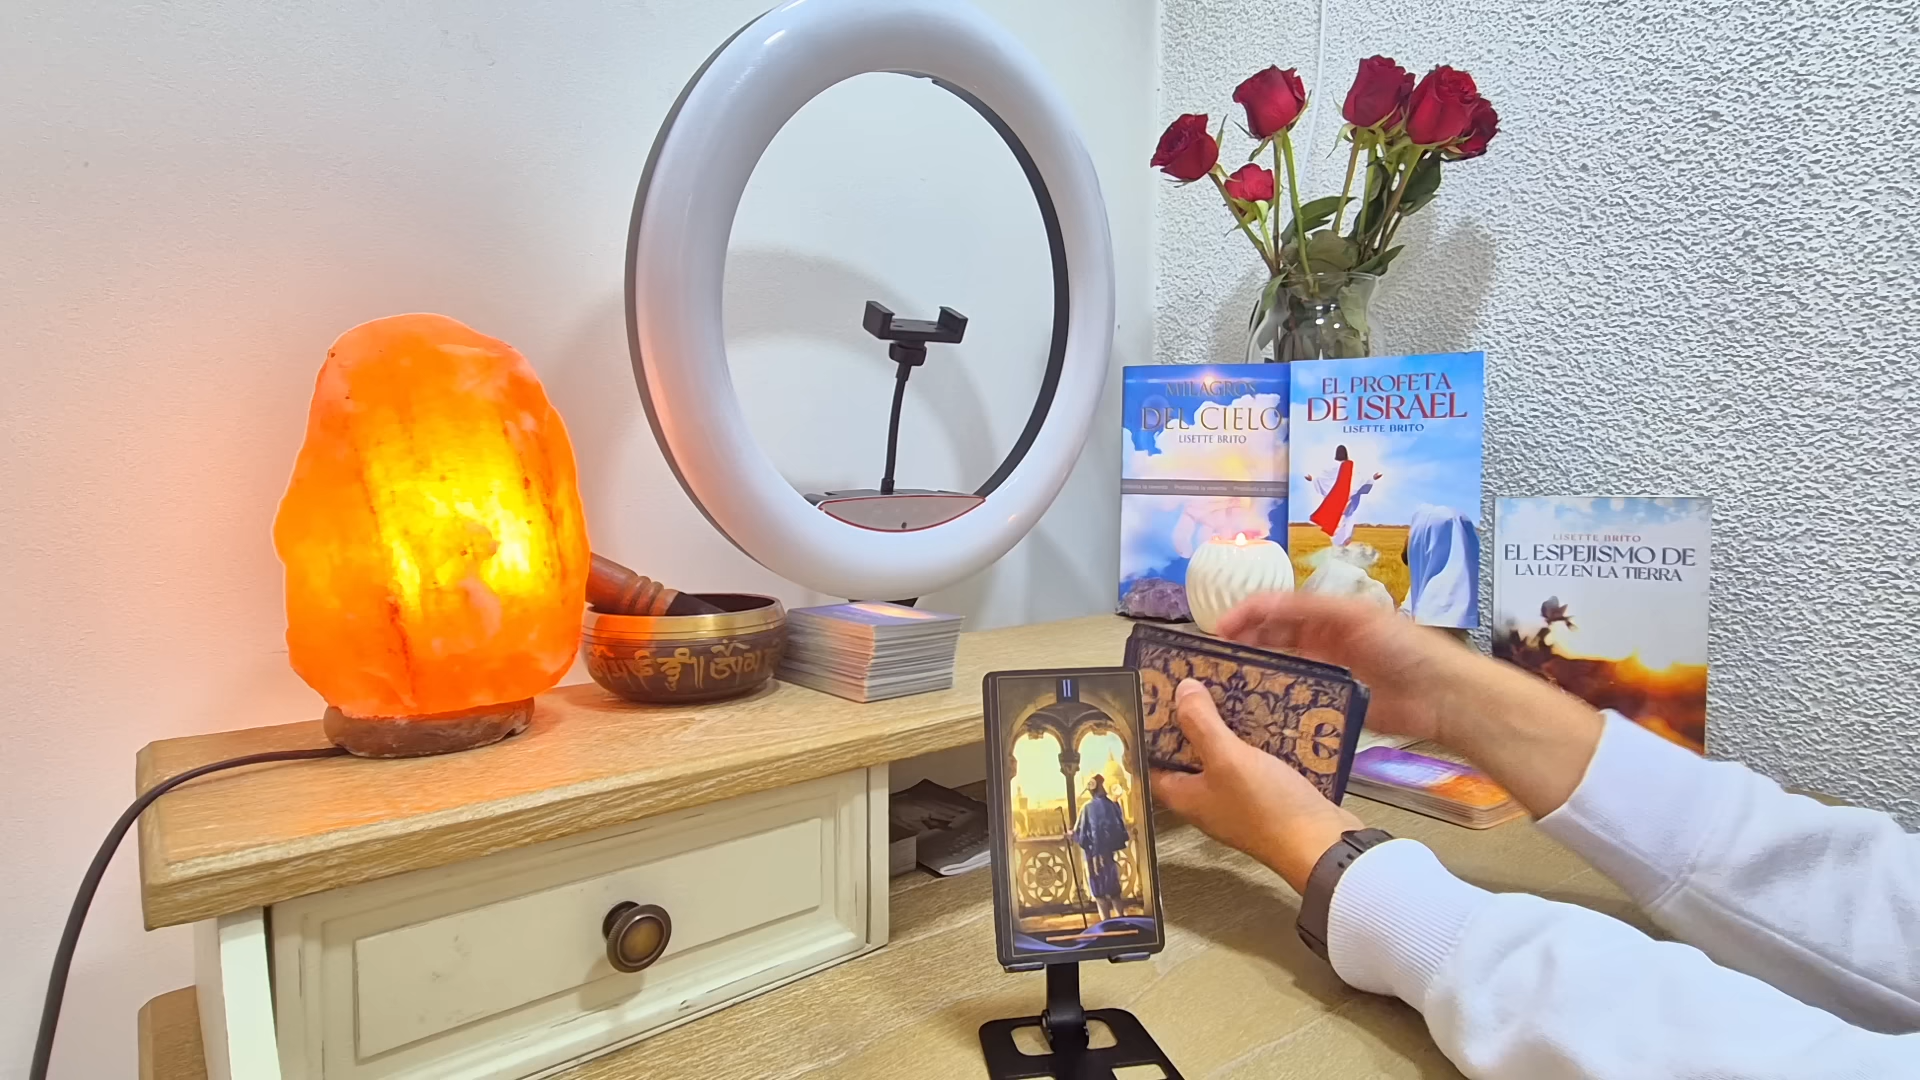 MILAGROS
DEL CIELO
LISETTE BRITO
EL PROFETA
DE ISRAEL
LISETTE BRITO
LISETTE BRITO
EL ESPEJISMO DE
LA LUZ EN LA TIERRA
II